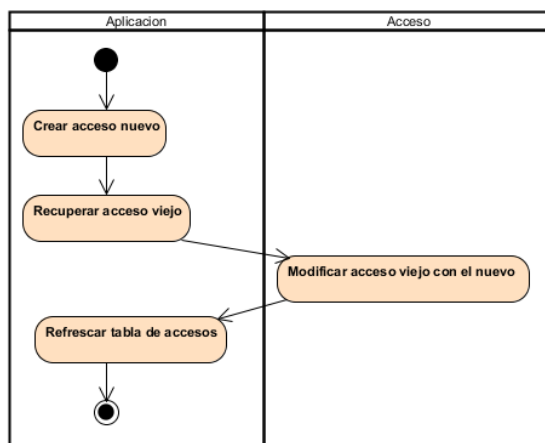 Aplicacion
Acceso
Crear acceso nuevo
Recuperar acceso viejo
Modificar acceso viejo con el nuevo
Refrescar tabla de accesos